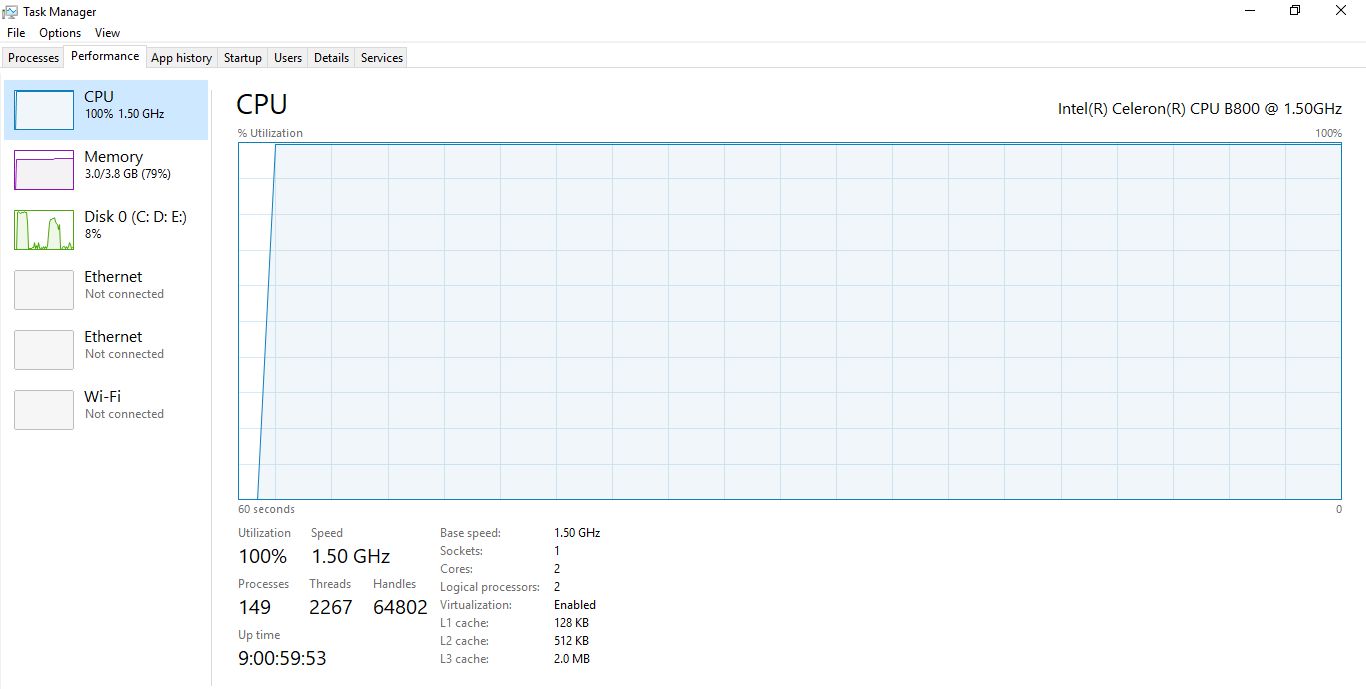 Task Manager
File Options View
Processes Performance App history Startup Users Details Services
CPU
100% 1.50 GHz
Memory
3.0/3.8 GB (79%)
Disk 0 (C: D: E:)
8%
Ethernet
Not connected
Ethernet
Not connected
Wi-Fi
Not connected
CPU
Intel(R) Celeron(R) CPU B800 @ 1.50GHz
% Utilization 100%
60 seconds 0
Utilization Speed
100% 1.50 GHz
Processes Threads Handles
149 2267 64802
Up time
9:00:59:53
Base speed: 1.50 GHz
Sockets: 1
Cores: 2
Logical processors: 2
Virtualization: Enabled
L1 cache: 128 KB
L2 cache: 512 KB
L3 cache: 2.0 MB